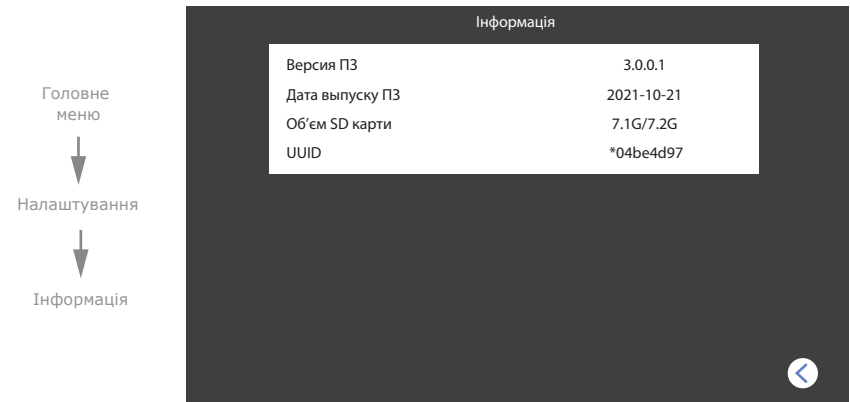 Головне
меню
Налаштування
Інформація
Інформація
Версия ПЗ 3.0.0.1
Дата выпуску ПЗ 2021-10-21
Об’єм SD карти 7.1G/7.2G
UUID *04be4d97